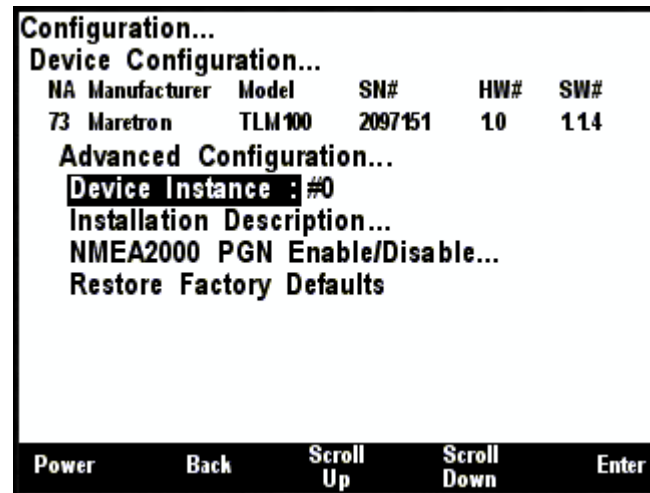 Configuration...
Device Configuration...
NA Manufacturer Model SN# HW# SW#
73 Maretron TLM100 2097151 1.0 1.1.4
Advanced Configuration...
Device Instance : #0
Installation Description...
NMEA2000 PGN Enable/Disable...
Restore Factory Defaults
Power Back Scroll Up Scroll Down Enter